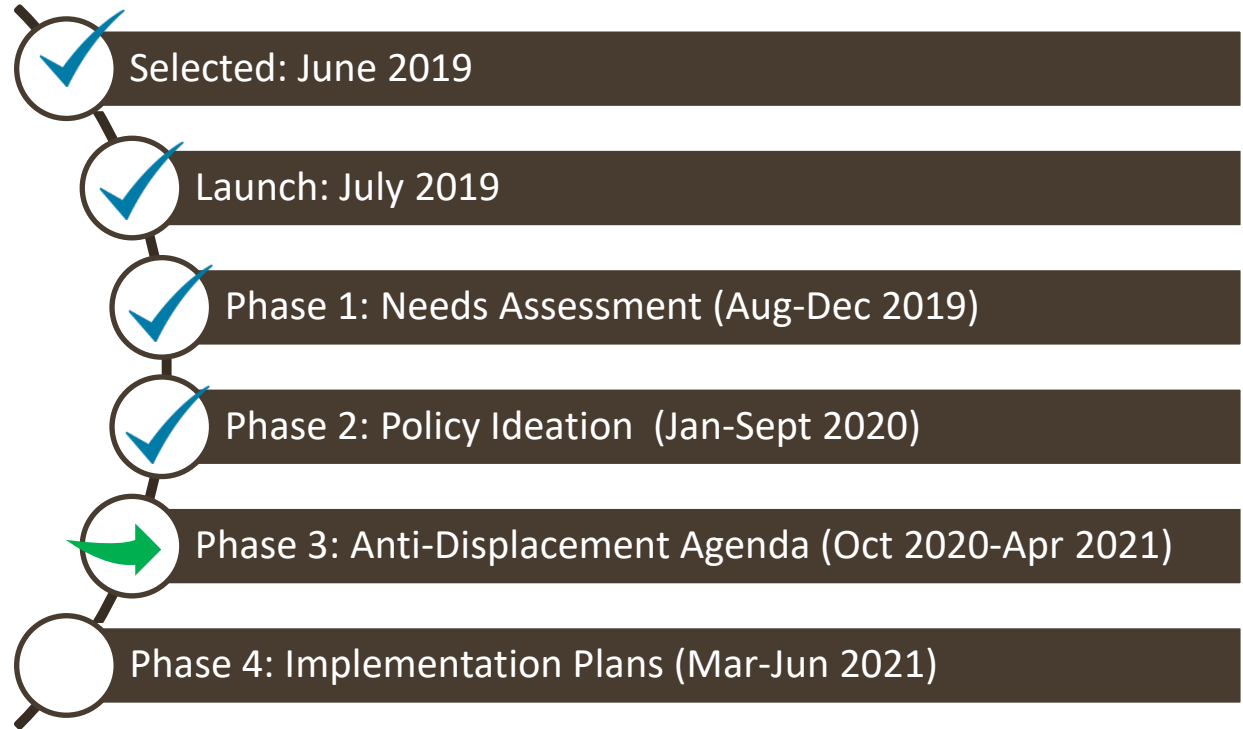 Selected: June 2019
Launch: July 2019
Phase 1: Needs Assessment (Aug-Dec 2019)
Phase 2: Policy Ideation  (Jan-Sept 2020)
Phase 3: Anti-Displacement Agenda (Oct 2020-Apr 2021)
Phase 4: Implementation Plans (Mar-Jun 2021)